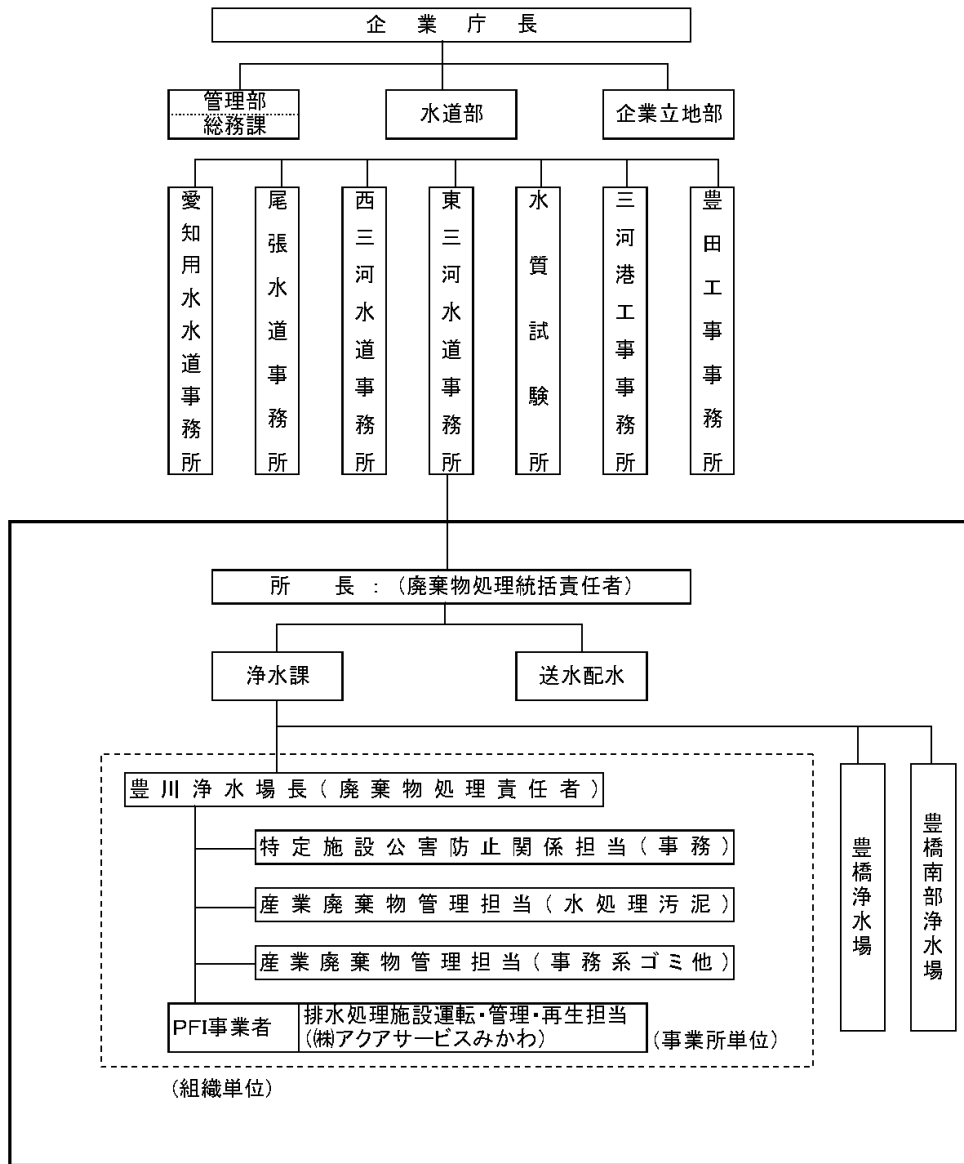 企業庁長
管理部
総務課
水道部
企業立地部
愛知用水水道事務所
尾張水道事務所
西三河水道事務所
東三河水道事務所
水質試験所
三河港工事事務所
豊田工事事務所
所長：(廃棄物処理統括責任者)
浄水課
送水配水
豊川浄水場長(廃棄物処理責任者)
特定施設公害防止関係担当(事務)
産業廃棄物管理担当(水処理汚泥)
産業廃棄物管理担当(事務系ゴミ他)
PFI事業者
排水処理施設運転・管理・再生担当
(㈱アクアサービスみかわ)
(事業所単位)
(組織単位)
豊橋浄水場
豊橋南部浄水場